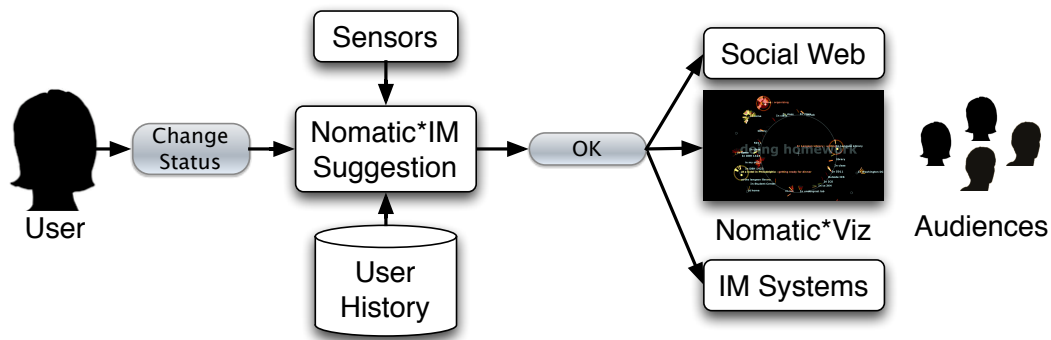 Sensors
Social Web
Change
Status
Nomatic*IM
Suggestion
OK
doing homework
User
Nomatic*Viz
Audiences
User
History
IM Systems